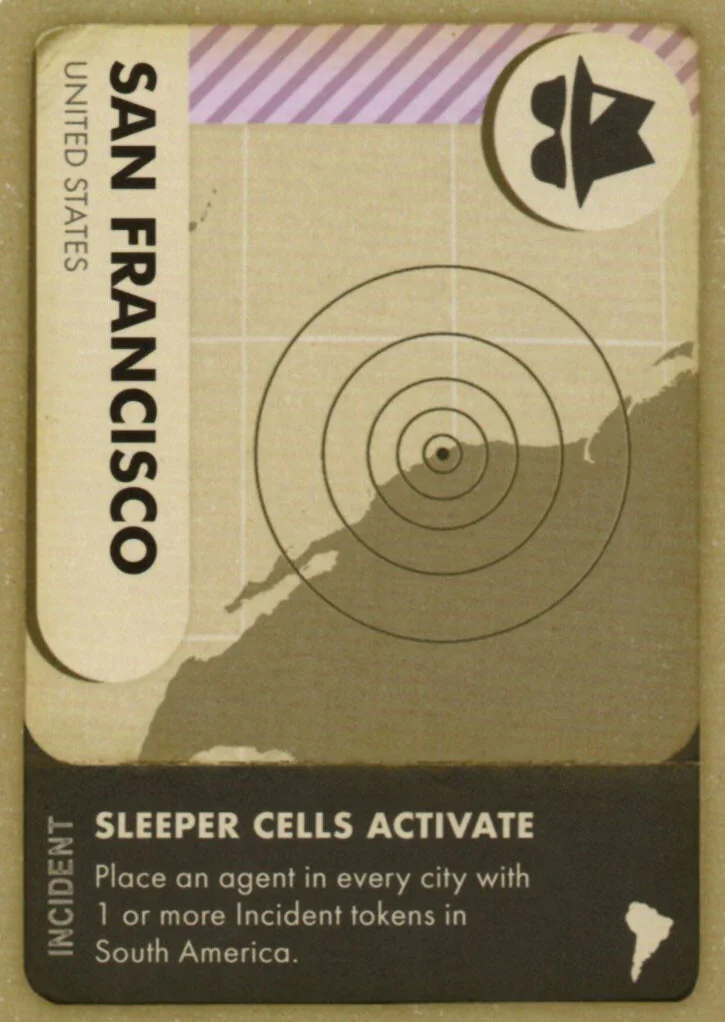 SAN FRANCISCO
UNITED STATES
INCIDENT
SLEEPER CELLS ACTIVATE
Place an agent in every city with
1 or more Incident tokens in
South America.